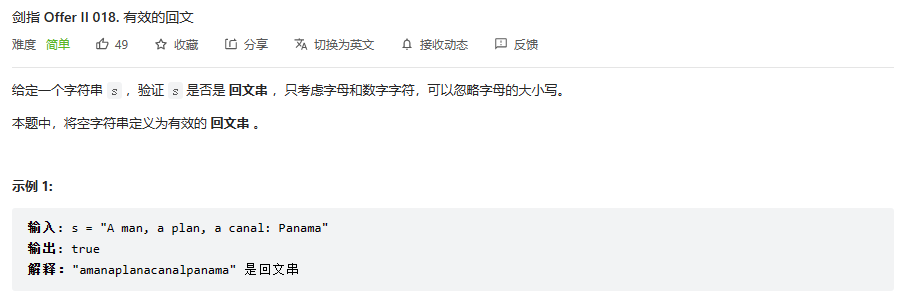 剑指 Offer II 018. 有效的回文
难度 简单 49 收藏 分享 切换为英文 接收动态 反馈
给定一个字符串 s ，验证 s 是否是 回文串 ，只考虑字母和数字字符，可以忽略字母的大小写。
本题中，将空字符串定义为有效的 回文串 。
示例 1:
输入: s = "A man, a plan, a canal: Panama"
输出: true
解释："amanaplanacanalpanama" 是回文串